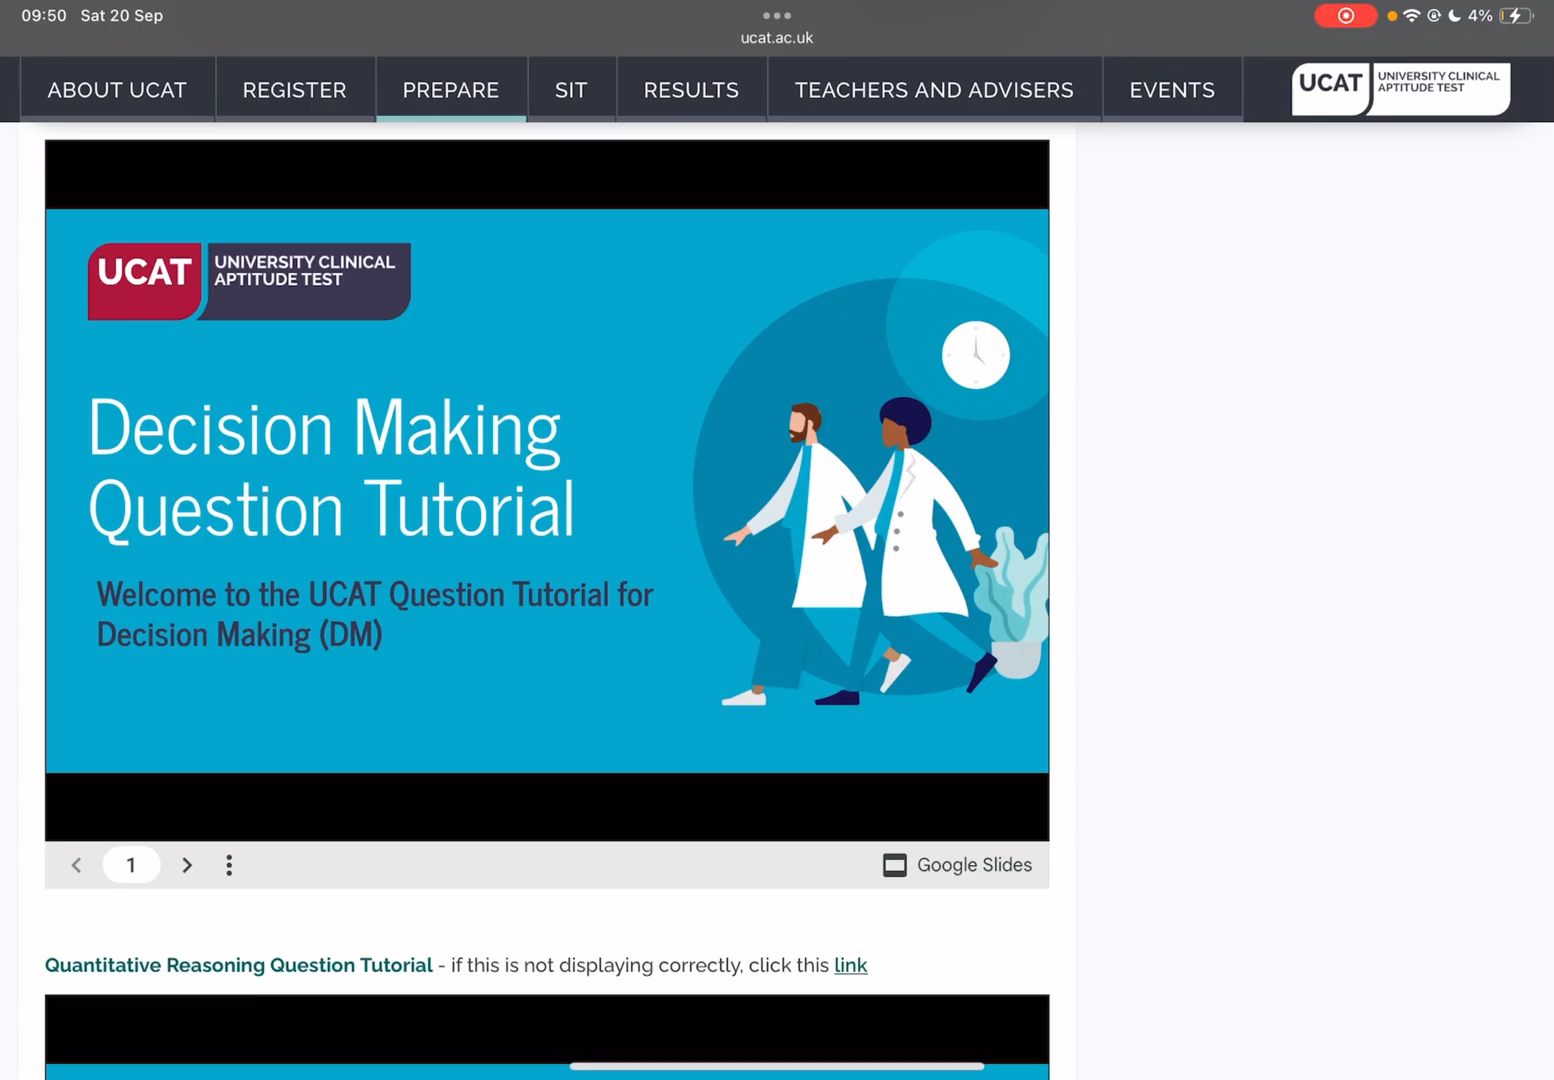 09:50 Sat 20 Sep
4%
ucat.ac.uk
ABOUT UCAT
REGISTER
PREPARE
SIT
RESULTS
TEACHERS AND ADVISERS
EVENTS
UCAT
UNIVERSITY CLINICAL
APTITUDE TEST
UCAT
UNIVERSITY CLINICAL
APTITUDE TEST
Decision Making
Question Tutorial
Welcome to the UCAT Question Tutorial for
Decision Making (DM)
1
Google Slides
Quantitative Reasoning Question Tutorial - if this is not displaying correctly, click this link